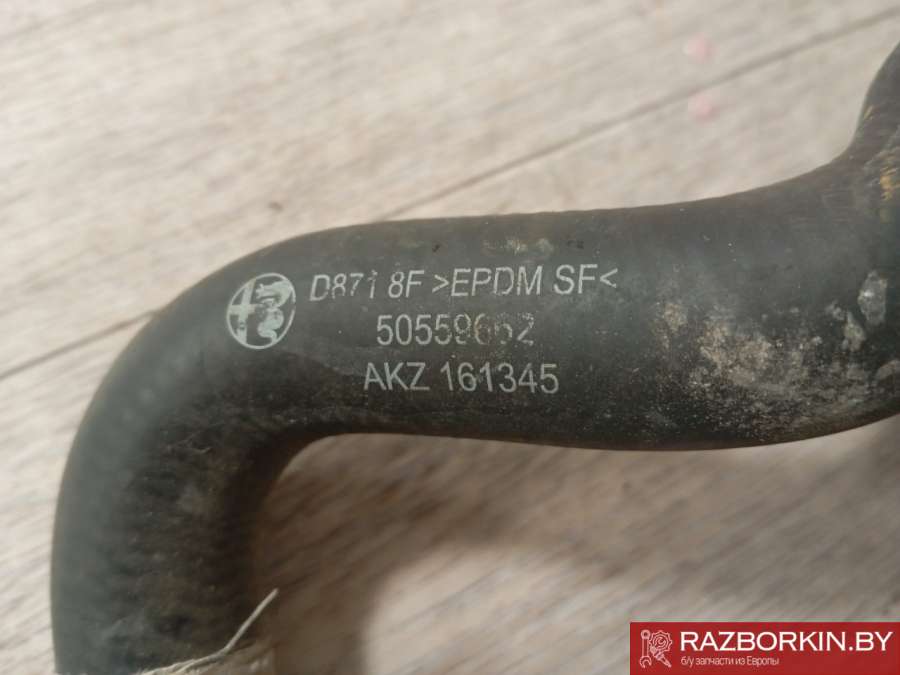 D871 8F >EPDM SF<
50559662
AKZ 161345
RAZBORKIN.BY
б/у запчасти из Европы